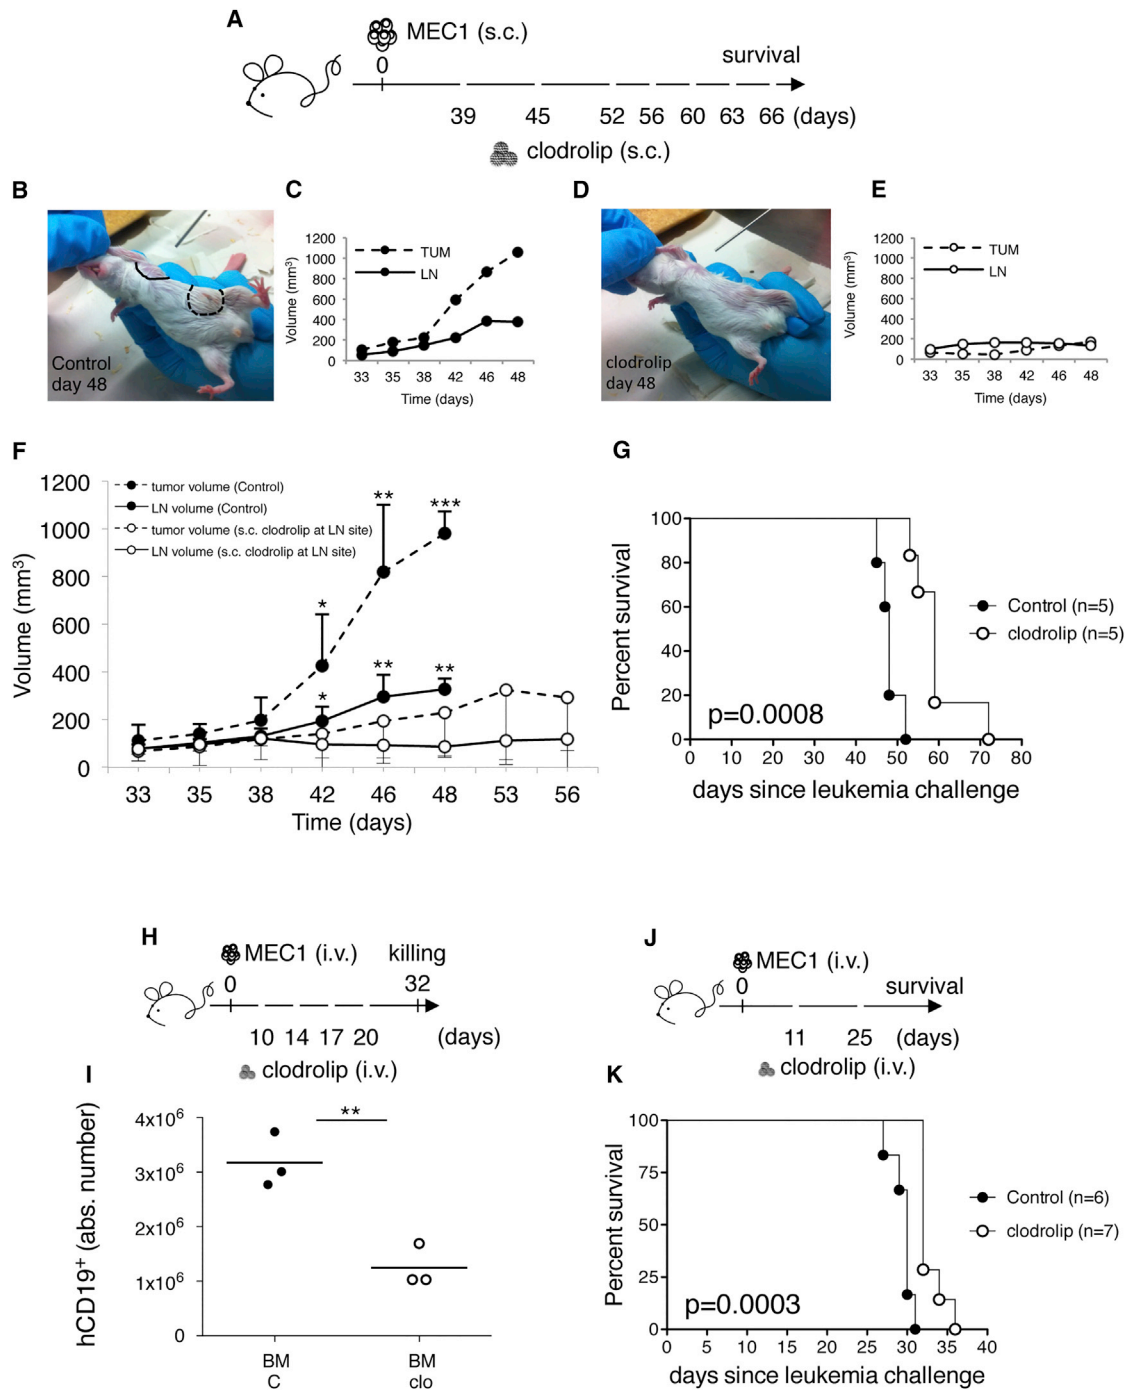 A
MEC1 (s.c.)
0
survival
39 45 52 56 60 63 66 (days)
clodrolip (s.c.)
B
Control
day 48
C
1200
1000
800
600
400
200
0
Volume (mm³)
TUM
LN
33 35 38 42 46 48
Time (days)
D
clodrolip
day 48
E
1200
1000
800
600
400
200
0
Volume (mm³)
TUM
LN
33 35 38 42 46 48
Time (days)
F
1200
1000
800
600
400
200
0
Volume (mm³)
tumor volume (Control)
LN volume (Control)
tumor volume (s.c. clodrolip at LN site)
LN volume (s.c. clodrolip at LN site)
** ***
*
** **
*
33 35 38 42 46 48 53 56
Time (days)
G
100
80
60
40
20
0
Percent survival
p=0.0008
Control (n=5)
clodrolip (n=5)
0 10 20 30 40 50 60 70 80
days since leukemia challenge
H
MEC1 (i.v.) killing
0 32
10 14 17 20 (days)
clodrolip (i.v.)
I
4x10⁶
3x10⁶
2x10⁶
1x10⁶
0
hCD19⁺ (abs. number)
**
BM BM
C clo
J
MEC1 (i.v.)
0 survival
11 25 (days)
clodrolip (i.v.)
K
100
75
50
25
0
Percent survival
p=0.0003
Control (n=6)
clodrolip (n=7)
0 5 10 15 20 25 30 35 40
days since leukemia challenge